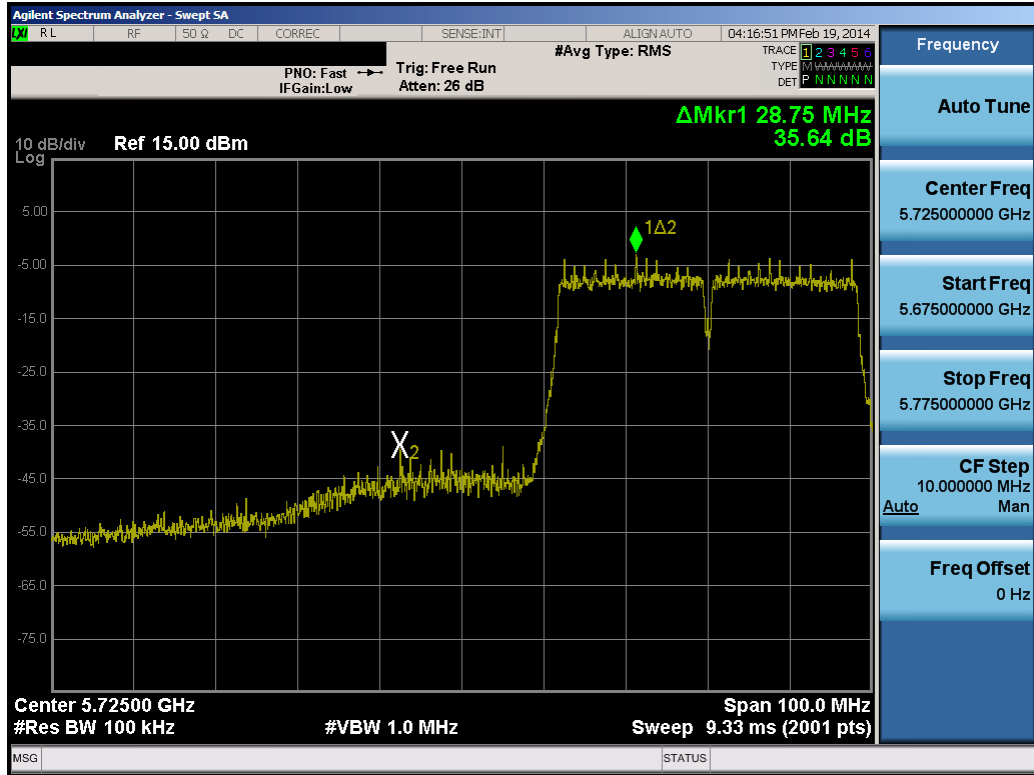 Agilent Spectrum Analyzer - Swept SA
LXI RL RF 50 Ω DC CORREC SENSE:INT ALIGN AUTO 04:16:51 PM Feb 19, 2014
#Avg Type: RMS TRACE 1 2 3 4 5 6
PNO: Fast Trig: Free Run TYPE M
IFGain:Low Atten: 26 dB DET P N N N N N
ΔMkr1 28.75 MHz
35.64 dB
10 dB/div Ref 15.00 dBm
Log
5.00
1Δ2
-5.00
-15.0
-25.0
-35.0
X2
-45.0
-55.0
-65.0
-75.0
Center 5.72500 GHz Span 100.0 MHz
#Res BW 100 kHz #VBW 1.0 MHz Sweep 9.33 ms (2001 pts)
MSG STATUS
Frequency
Auto Tune
Center Freq
5.725000000 GHz
Start Freq
5.675000000 GHz
Stop Freq
5.775000000 GHz
CF Step
10.000000 MHz
Auto Man
Freq Offset
0 Hz